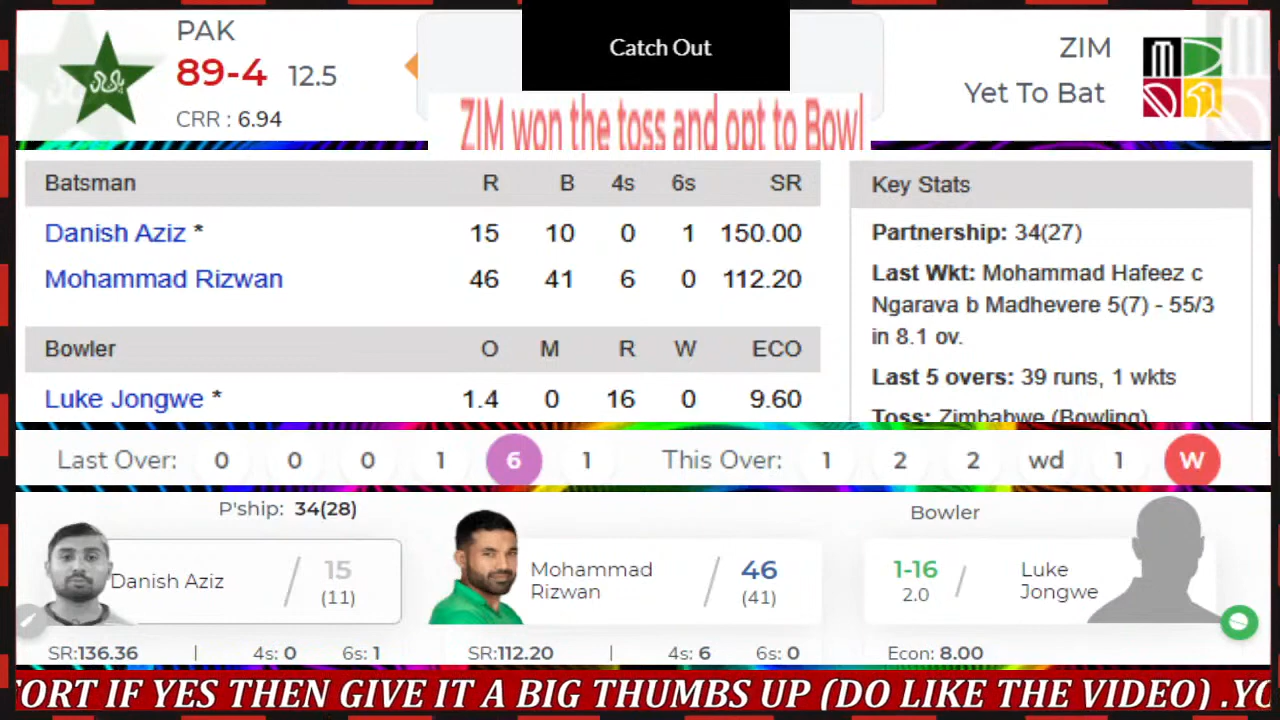 PAK
89-4 12.5
CRR : 6.94
Catch Out
ZIM won the toss and opt to Bowl
ZIM
Yet To Bat
Batsman R B 4s 6s SR
Danish Aziz * 15 10 0 1 150.00
Mohammad Rizwan 46 41 6 0 112.20
Bowler O M R W ECO
Luke Jongwe * 1.4 0 16 0 9.60
Key Stats
Partnership: 34(27)
Last Wkt: Mohammad Hafeez c
Ngarava b Madhevere 5(7) - 55/3
in 8.1 ov.
Last 5 overs: 39 runs, 1 wkts
Toss: Zimbabwe (Bowling)
Last Over: 0 0 0 1 6 1 This Over: 1 2 2 wd 1 W
P'ship: 34(28)
Danish Aziz / 15
(11)
SR:136.36 | 4s: 0 6s: 1
Mohammad
Rizwan / 46
(41)
SR:112.20 | 4s: 6 6s: 0
Bowler
1-16
2.0 / Luke
Jongwe
Econ: 8.00
FORT IF YES THEN GIVE IT A BIG THUMBS UP (DO LIKE THE VIDEO) .YO